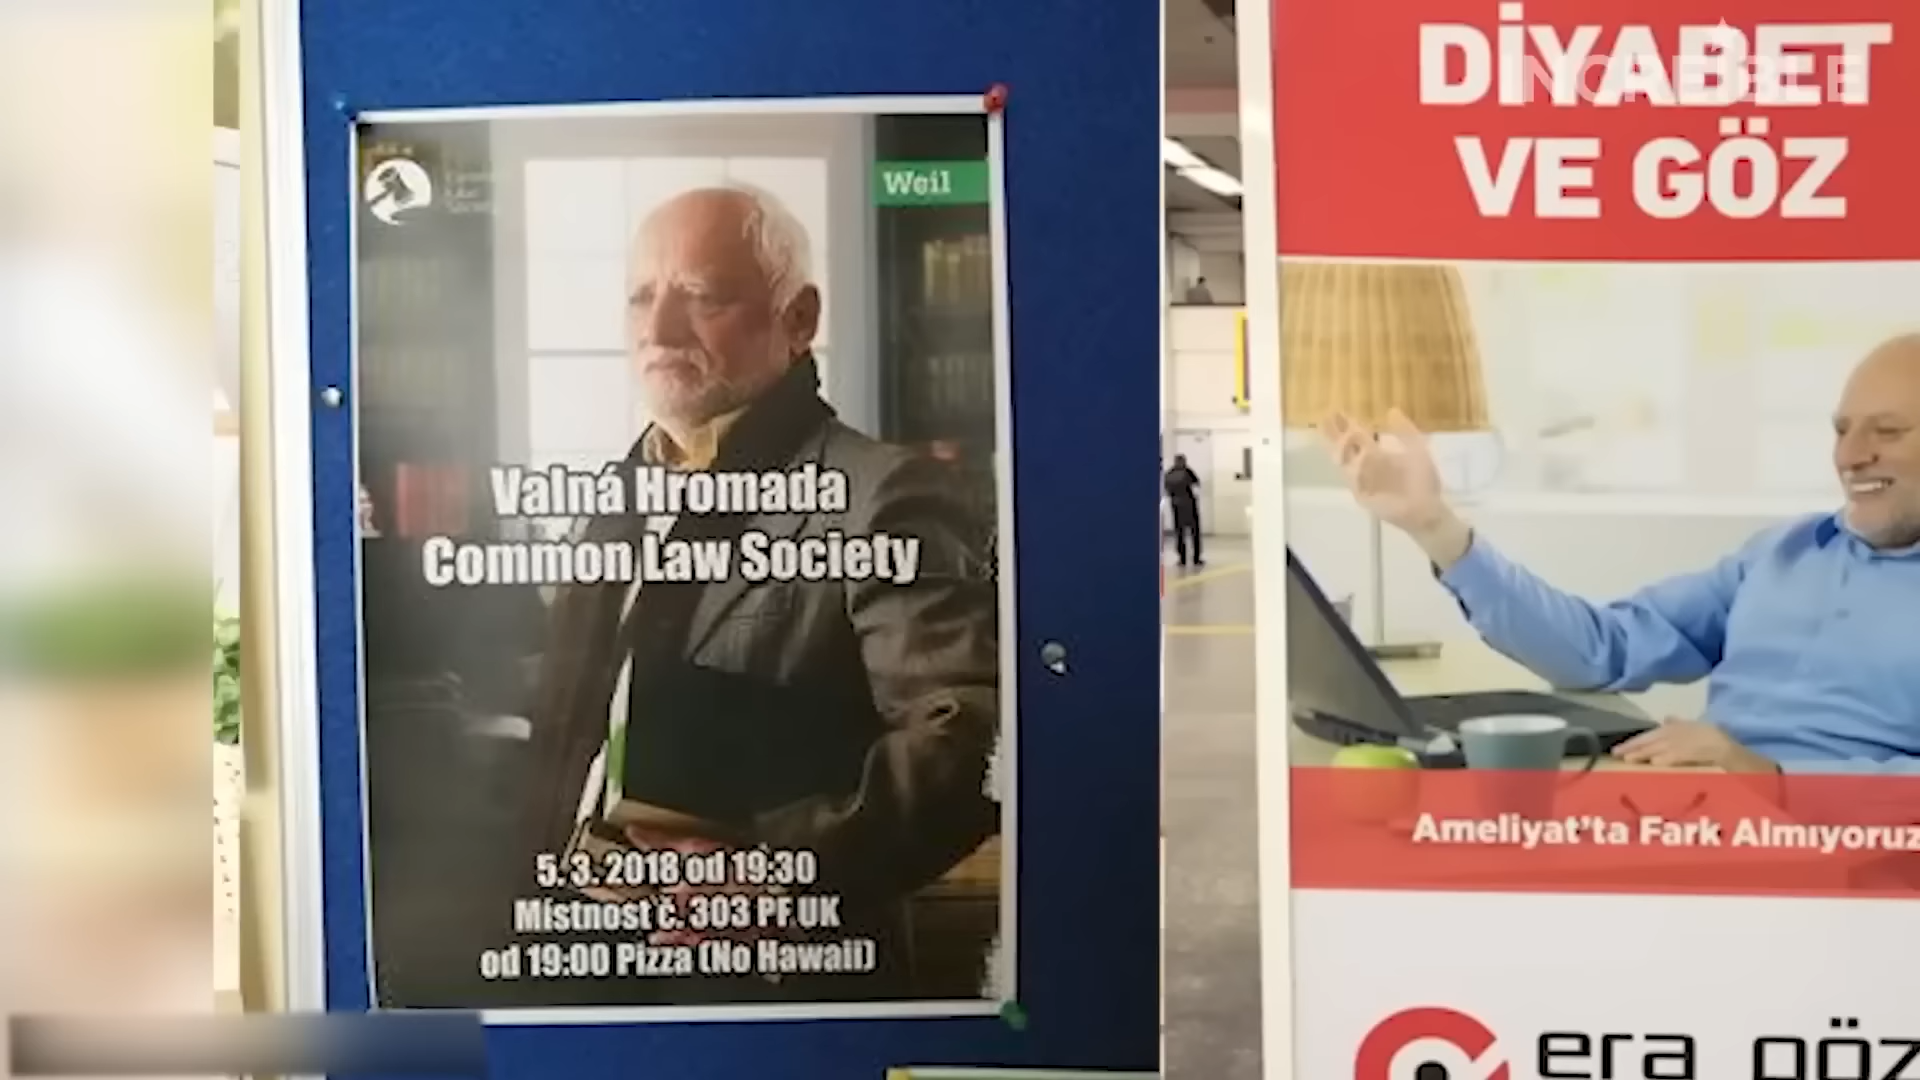 Weil
Valná Hromada
Common Law Society
5. 3. 2018 od 19:30
Místnost č. 303 PF UK
od 19:00 Pizza (No Hawaii)
DİYABET
VE GÖZ
INCREÍBLE
Ameliyat'ta Fark Almıyoruz
era göz